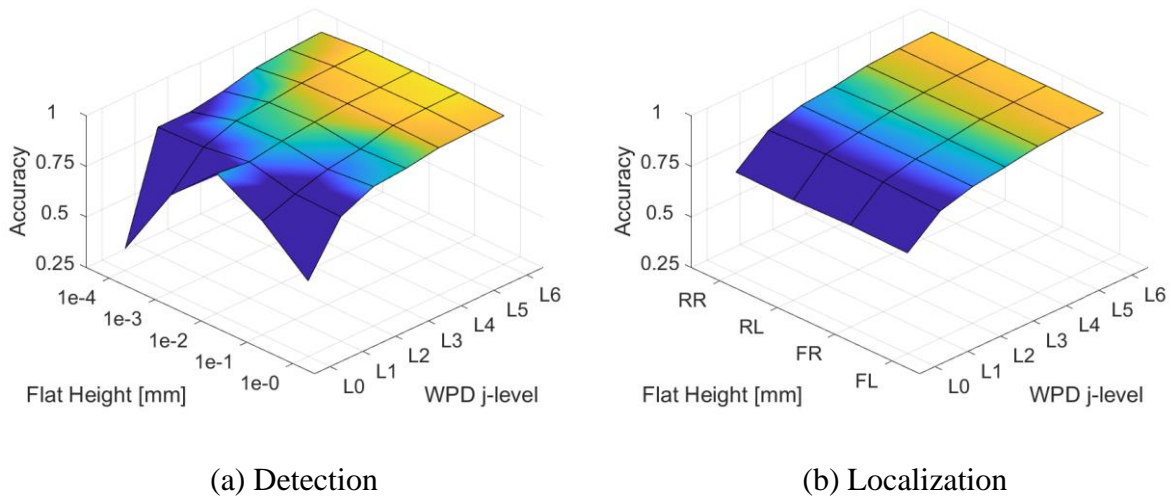 1
0.75
0.5
0.25
Accuracy
1e-4
1e-3
1e-2
1e-1
1e-0
Flat Height [mm]
L0
L1
L2
L3
L4
L5
L6
WPD j-level
(a) Detection
1
0.75
0.5
0.25
Accuracy
RR
RL
FR
FL
Flat Height [mm]
L0
L1
L2
L3
L4
L5
L6
WPD j-level
(b) Localization